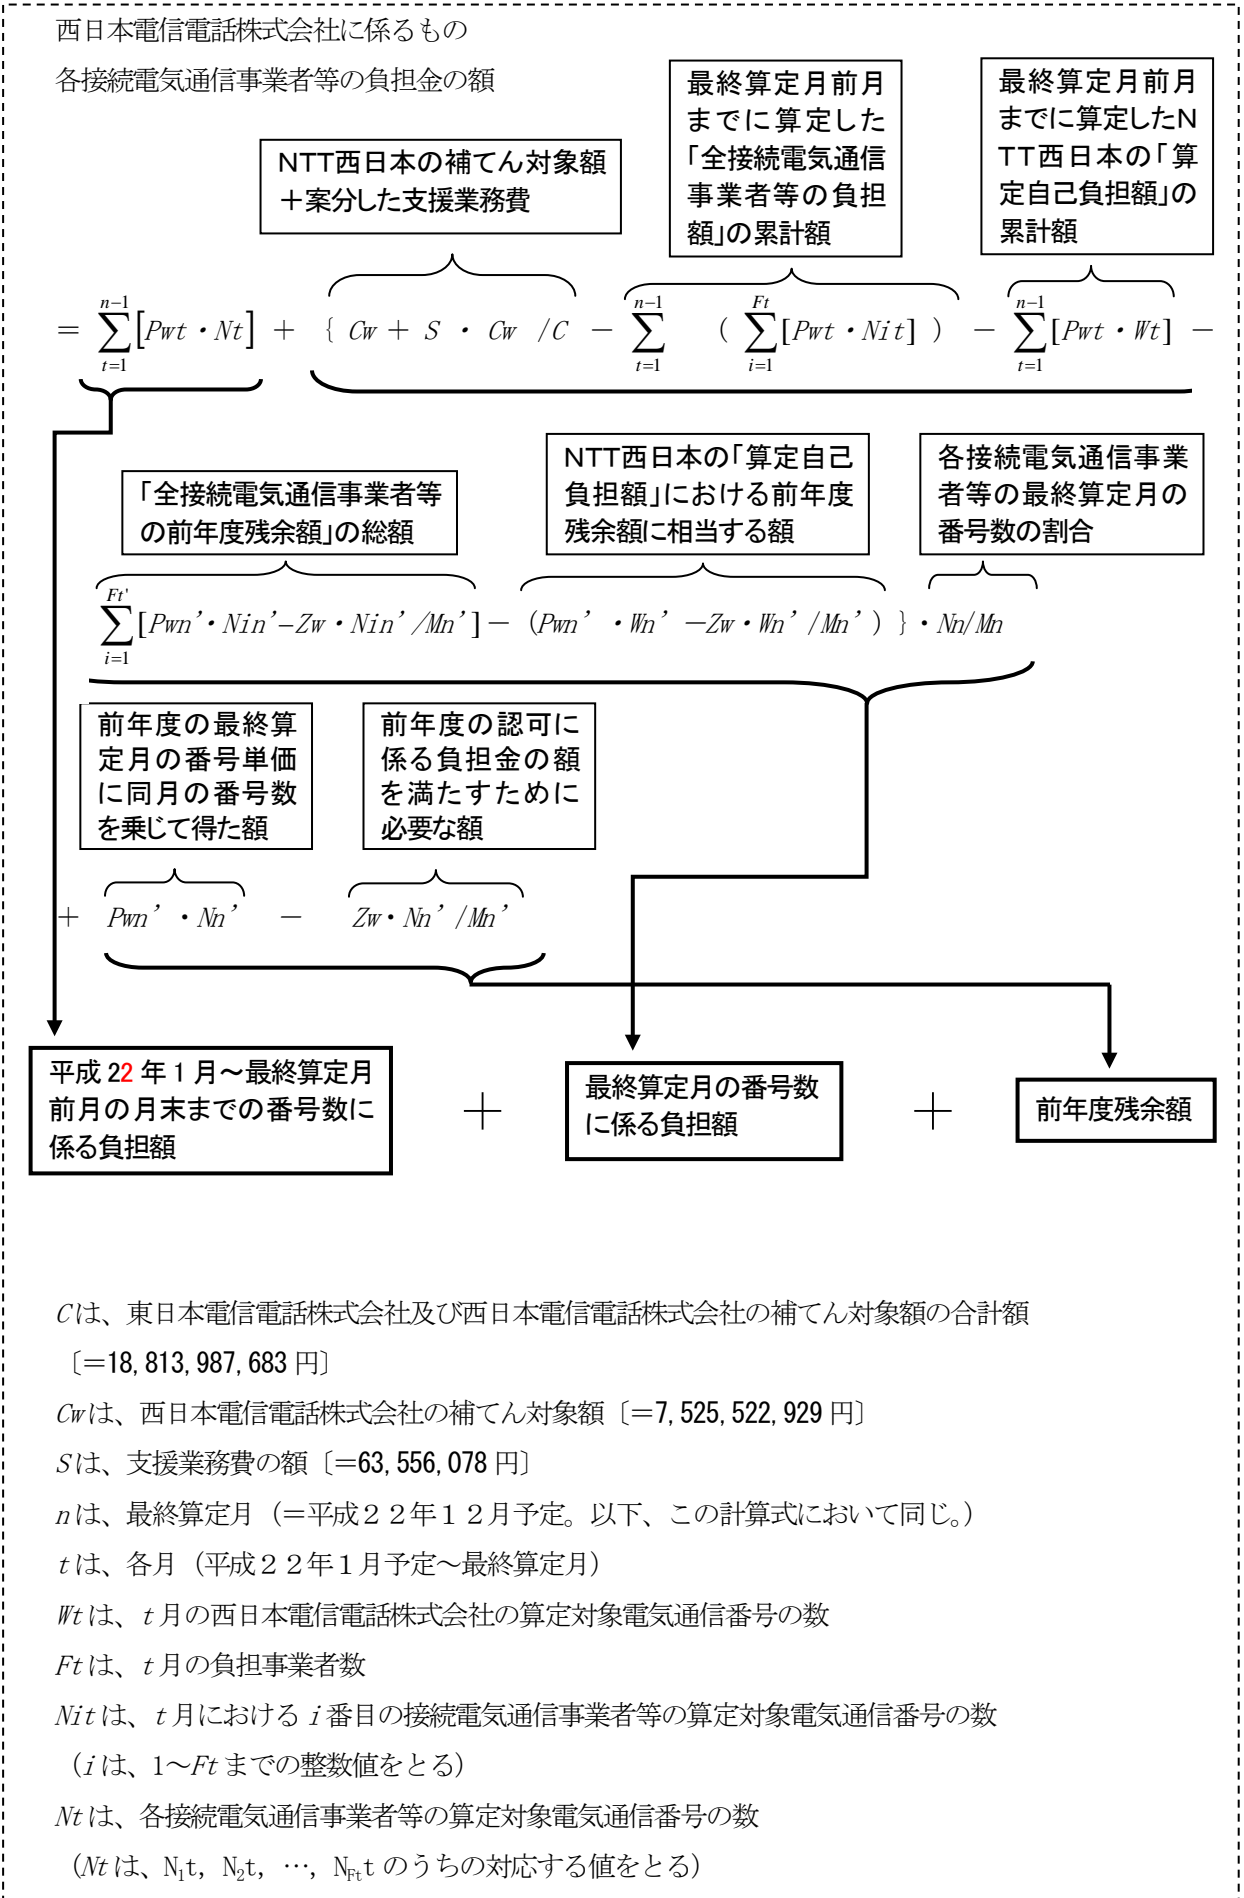 西日本電信電話株式会社に係るもの
各接続電気通信事業者等の負担金の額
NTT西日本の補てん対象額
＋案分した支援業務費
最終算定月前月
までに算定した
「全接続電気通信
事業者等の負担
額」の累計額
最終算定月前月
までに算定したN
TT西日本の「算
定自己負担額」の
累計額
= \sum_{t=1}^{n-1}[Pwt・Nt] + { Cw + S ・ Cw /C − \sum_{t=1}^{n-1} ( \sum_{i=1}^{Ft}[Pwt・Nit] ) − \sum_{t=1}^{n-1}[Pwt・Wt] −
「全接続電気通信事業者等
の前年度残余額」の総額
NTT西日本の「算定自己
負担額」における前年度
残余額に相当する額
各接続電気通信事業
者等の最終算定月の
番号数の割合
\sum_{i=1}^{Ft'}[Pwn’・Nin’−Zw・Nin’/Mn’]− (Pwn’ ・Wn’ −Zw・Wn’/Mn’) }・Nn/Mn
前年度の最終算
定月の番号単価
に同月の番号数
を乗じて得た額
前年度の認可に
係る負担金の額
を満たすために
必要な額
＋ Pwn’ ・Nn’ − Zw・Nn’/Mn’
平成22年1月～最終算定月
前月の月末までの番号数に
係る負担額
＋
最終算定月の番号数
に係る負担額
＋
前年度残余額
Cは、東日本電信電話株式会社及び西日本電信電話株式会社の補てん対象額の合計額
〔＝18,813,987,683円〕
Cwは、西日本電信電話株式会社の補てん対象額〔＝7,525,522,929円〕
Sは、支援業務費の額〔＝63,556,078円〕
nは、最終算定月（＝平成２２年１２月予定。以下、この計算式において同じ。）
tは、各月（平成２２年１月予定～最終算定月）
Wtは、t月の西日本電信電話株式会社の算定対象電気通信番号の数
Ftは、t月の負担事業者数
Nitは、t月におけるi番目の接続電気通信事業者等の算定対象電気通信番号の数
（iは、1～Ftまでの整数値をとる）
Ntは、各接続電気通信事業者等の算定対象電気通信番号の数
（Ntは、N₁t, N₂t, …, N_{Ft}tのうちの対応する値をとる）